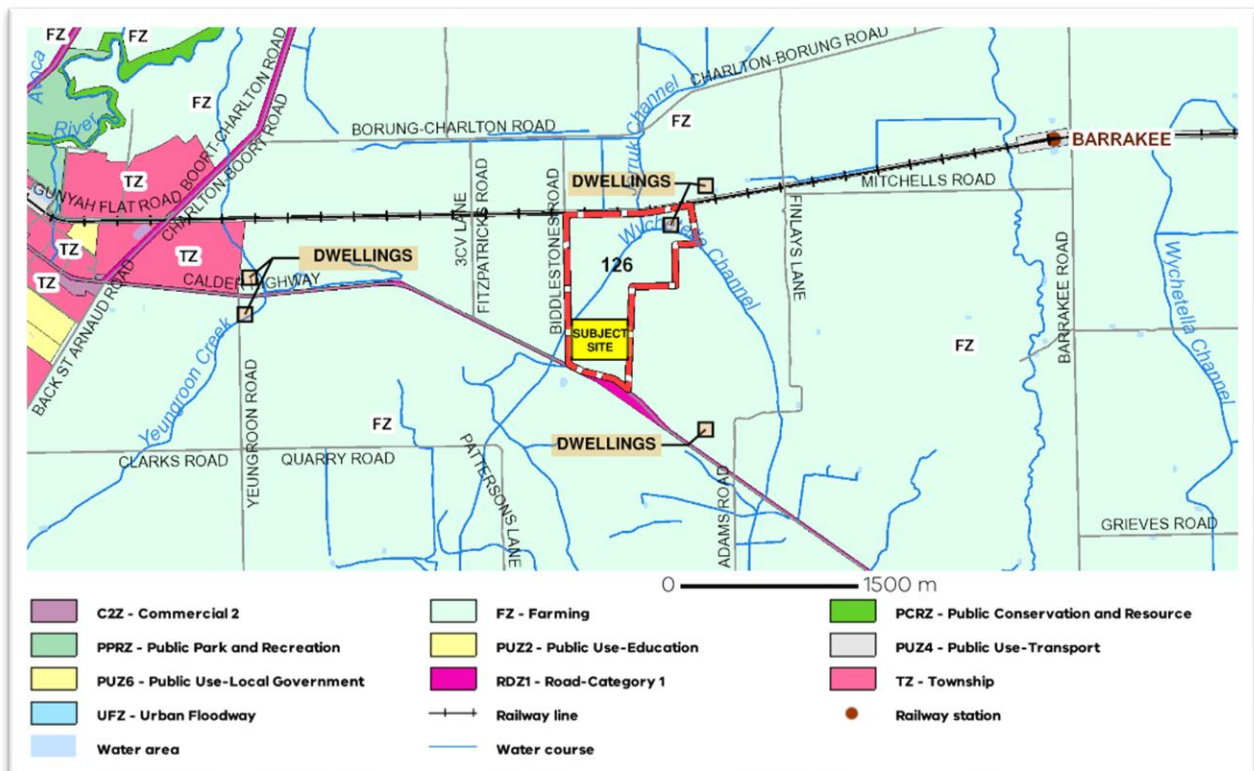 FZ
FZ
Avoca
River
FZ
BOORT-CHARLTON ROAD
CHARLTON-BOORT ROAD
CHARLTON-BORUNG ROAD
FZ
BORUNG-CHARLTON ROAD
BARRAKEE
TZ
GUNYAH FLAT ROAD
3CV LANE
FITZPATRICKS ROAD
BIDDLESTONES ROAD
DWELLINGS
MITCHELLS ROAD
FINLAYS LANE
Wychetella Channel
126
TZ
TZ
TZ
DWELLINGS
CALDER HIGHWAY
BARRAKEE ROAD
Wychetella Channel
SUBJECT
SITE
FZ
BACK ST ARNAUD ROAD
Yeungroon Creek
YEUNGROON ROAD
FZ
DWELLINGS
CLARKS ROAD
QUARRY ROAD
PATTERSONS LANE
ADAMS ROAD
GRIEVES ROAD
0 1500 m
C2Z - Commercial 2
FZ - Farming
PCRZ - Public Conservation and Resource
PPRZ - Public Park and Recreation
PUZ2 - Public Use-Education
PUZ4 - Public Use-Transport
PUZ6 - Public Use-Local Government
RDZ1 - Road-Category 1
TZ - Township
UFZ - Urban Floodway
Railway line
Railway station
Water area
Water course